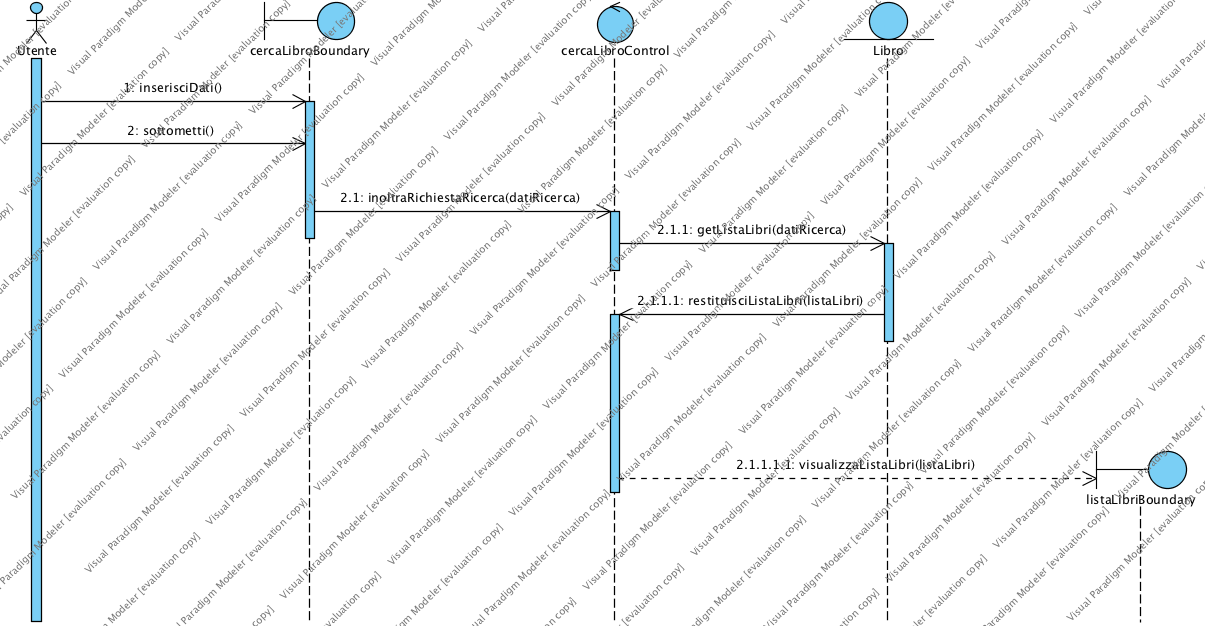 Utente
cercaLibroBoundary
cercaLibroControl
Libro
1: inserisciDati()
2: sottometti()
2.1: inoltraRichiestaRicerca(datiRicerca)
2.1.1: getListaLibri(datiRicerca)
2.1.1.1: restituisciListaLibri(listaLibri)
2.1.1.1.1: visualizzaListaLibri(listaLibri)
listaLibriBoundary
Visual Paradigm Modeler [evaluation copy]